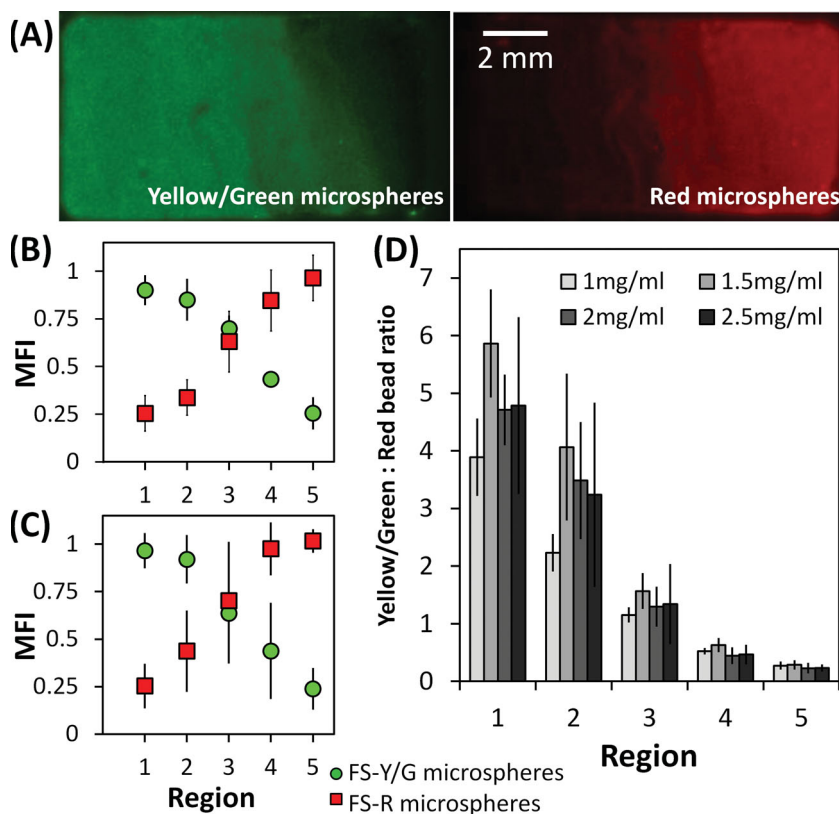 (A)
2 mm
Yellow/Green microspheres
Red microspheres
(B)
MFI
1
0.75
0.5
0.25
0
1 2 3 4 5
(C)
MFI
1
0.75
0.5
0.25
0
1 2 3 4 5
Region
FS-Y/G microspheres
FS-R microspheres
(D)
Yellow/Green : Red bead ratio
7
6
5
4
3
2
1
0
1mg/ml 1.5mg/ml
2mg/ml 2.5mg/ml
1 2 3 4 5
Region